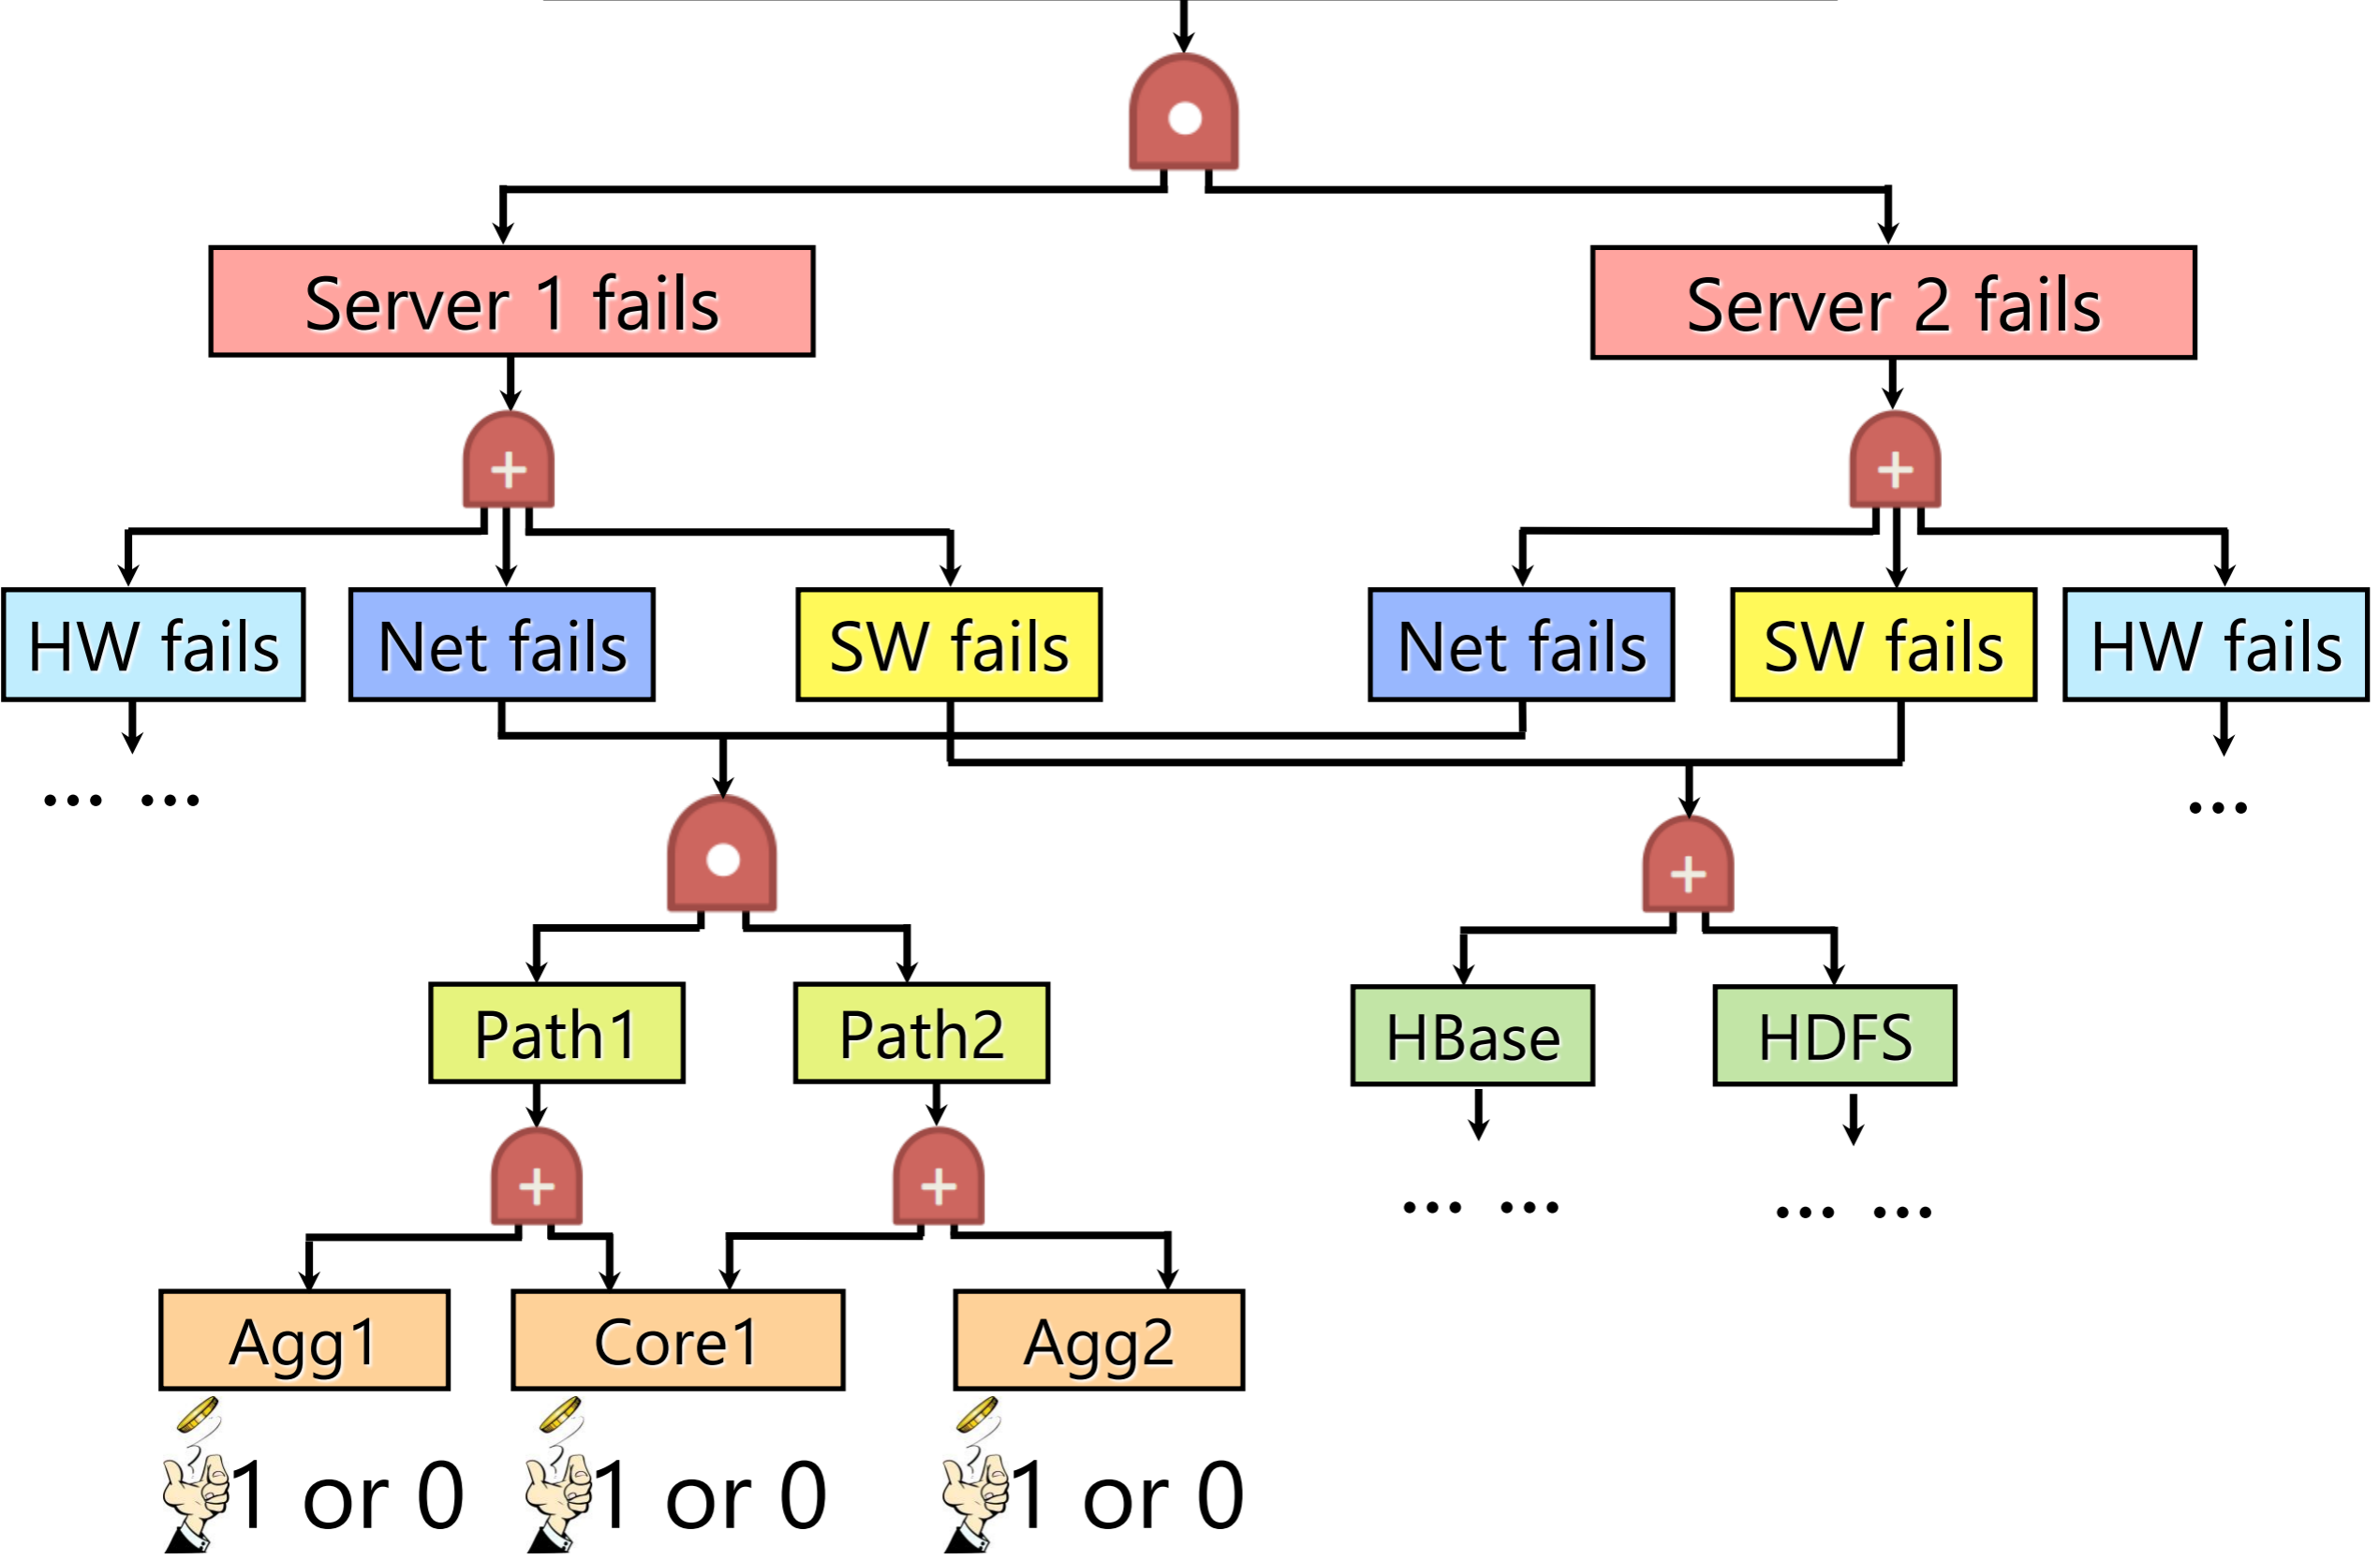 Server 1 fails
Server 2 fails
+
+
HW fails
Net fails
SW fails
Net fails
SW fails
HW fails
... ...
...
+
Path1
Path2
HBase
HDFS
+
+
... ...
... ...
Agg1
Core1
Agg2
1 or 0
1 or 0
1 or 0